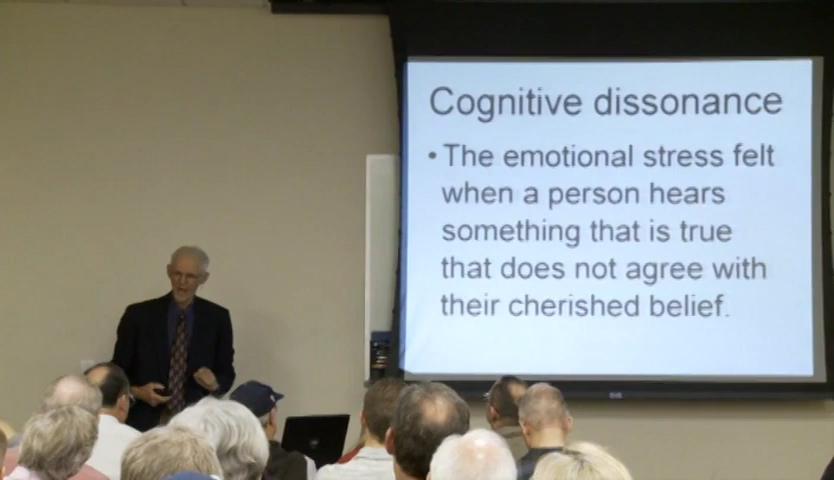 Cognitive dissonance
• The emotional stress felt
when a person hears
something that is true
that does not agree with
their cherished belief.